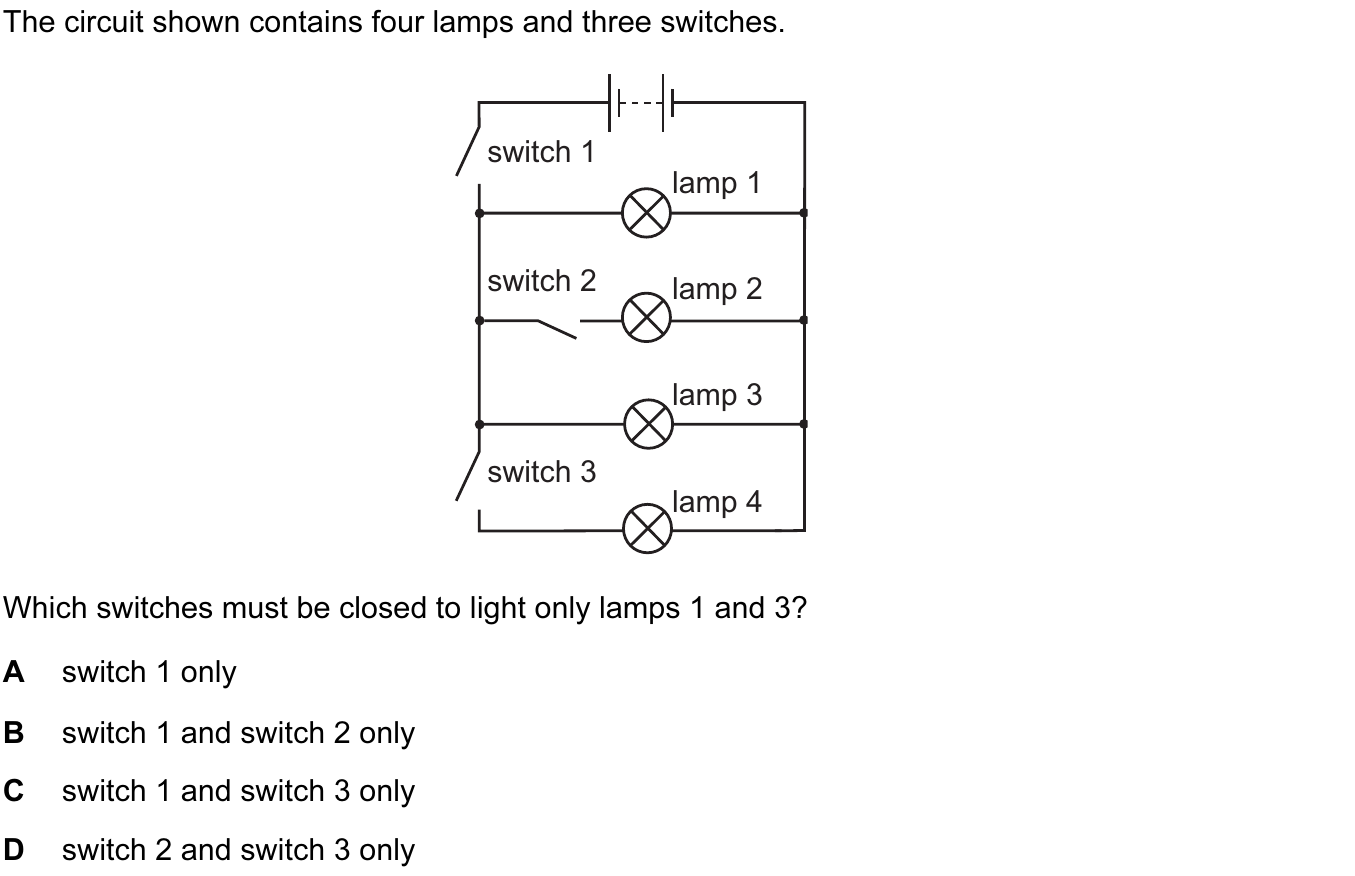 The circuit shown contains four lamps and three switches.
switch 1
lamp 1
switch 2
lamp 2
lamp 3
switch 3
lamp 4
Which switches must be closed to light only lamps 1 and 3?
A switch 1 only
B switch 1 and switch 2 only
C switch 1 and switch 3 only
D switch 2 and switch 3 only